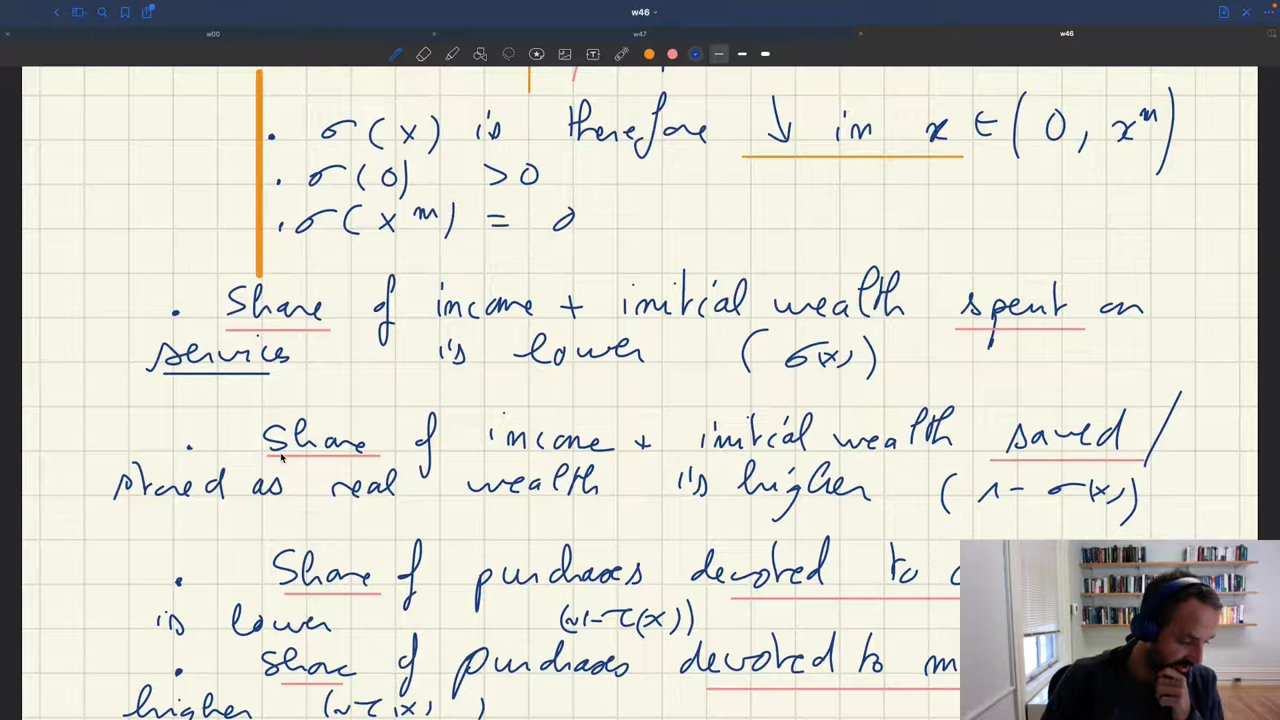 w46
w00
w47
w46
. σ(x) is therefore ↓ in x ∈ (0, x^m)
. σ(0) > 0
. σ(x^m) = 0
. Share of income + initial wealth spent on
services is lower (σ(x))
. Share of income + initial wealth saved /
stored as real wealth is higher (1 - σ(x))
. Share of purchases devoted to
is lower (~1-τ(x))
. Share of purchases devoted to m
higher (~τ(x))